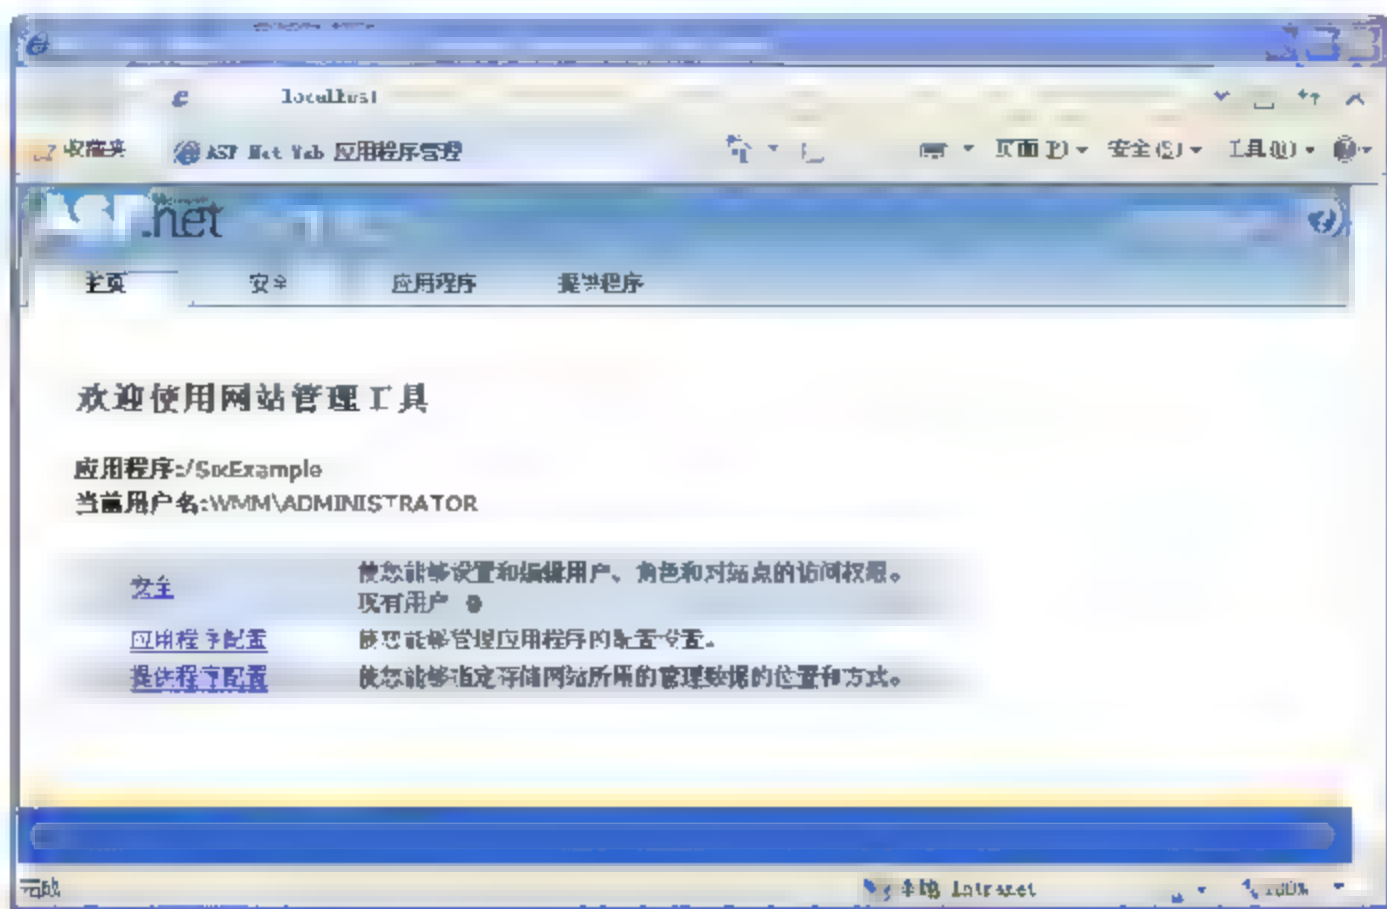 localhost
收藏夹 ASP Net Web 应用程序管理 页面(P) 安全(S) 工具(O)
.net
主页 安全 应用程序 提供程序
欢迎使用网站管理工具
应用程序:/SixExample
当前用户名:WMM\ADMINISTRATOR
安全 使您能够设置和编辑用户、角色和对站点的访问权限。
现有用户 0
应用程序配置 使您能够管理应用程序的配置设置。
提供程序配置 使您能够指定存储网站所用的管理数据的位置和方式。
完成 本地 Intranet 100%